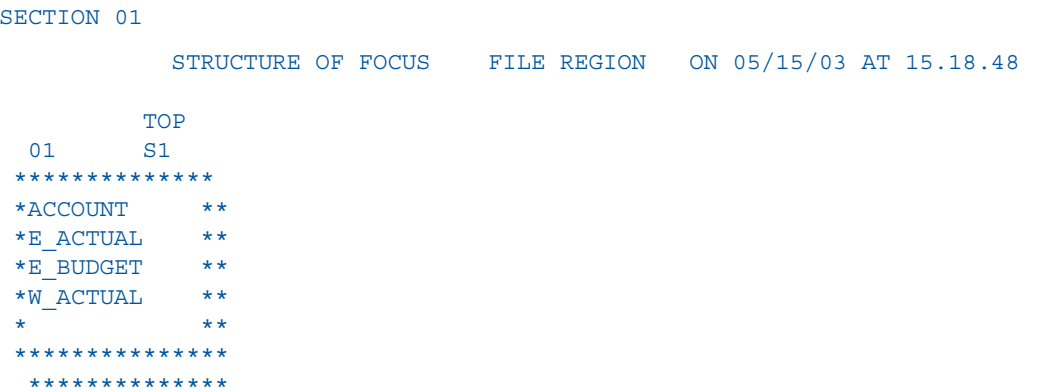 SECTION 01
STRUCTURE OF FOCUS FILE REGION ON 05/15/03 AT 15.18.48
TOP
01 S1
**************
*ACCOUNT **
*E_ACTUAL **
*E_BUDGET **
*W_ACTUAL **
* **
***************
**************